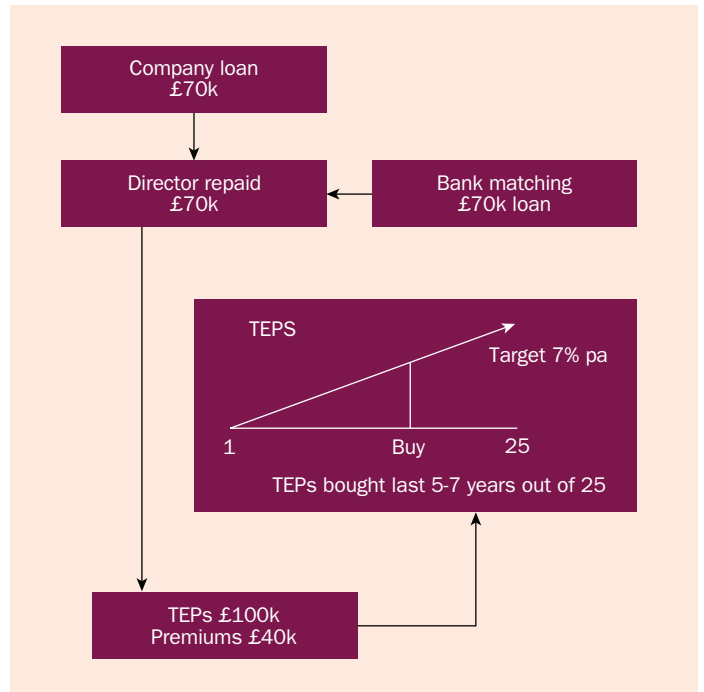 Company loan
£70k
Director repaid
£70k
Bank matching
£70k loan
TEPS
Target 7% pa
1
Buy
25
TEPs bought last 5-7 years out of 25
TEPs £100k
Premiums £40k